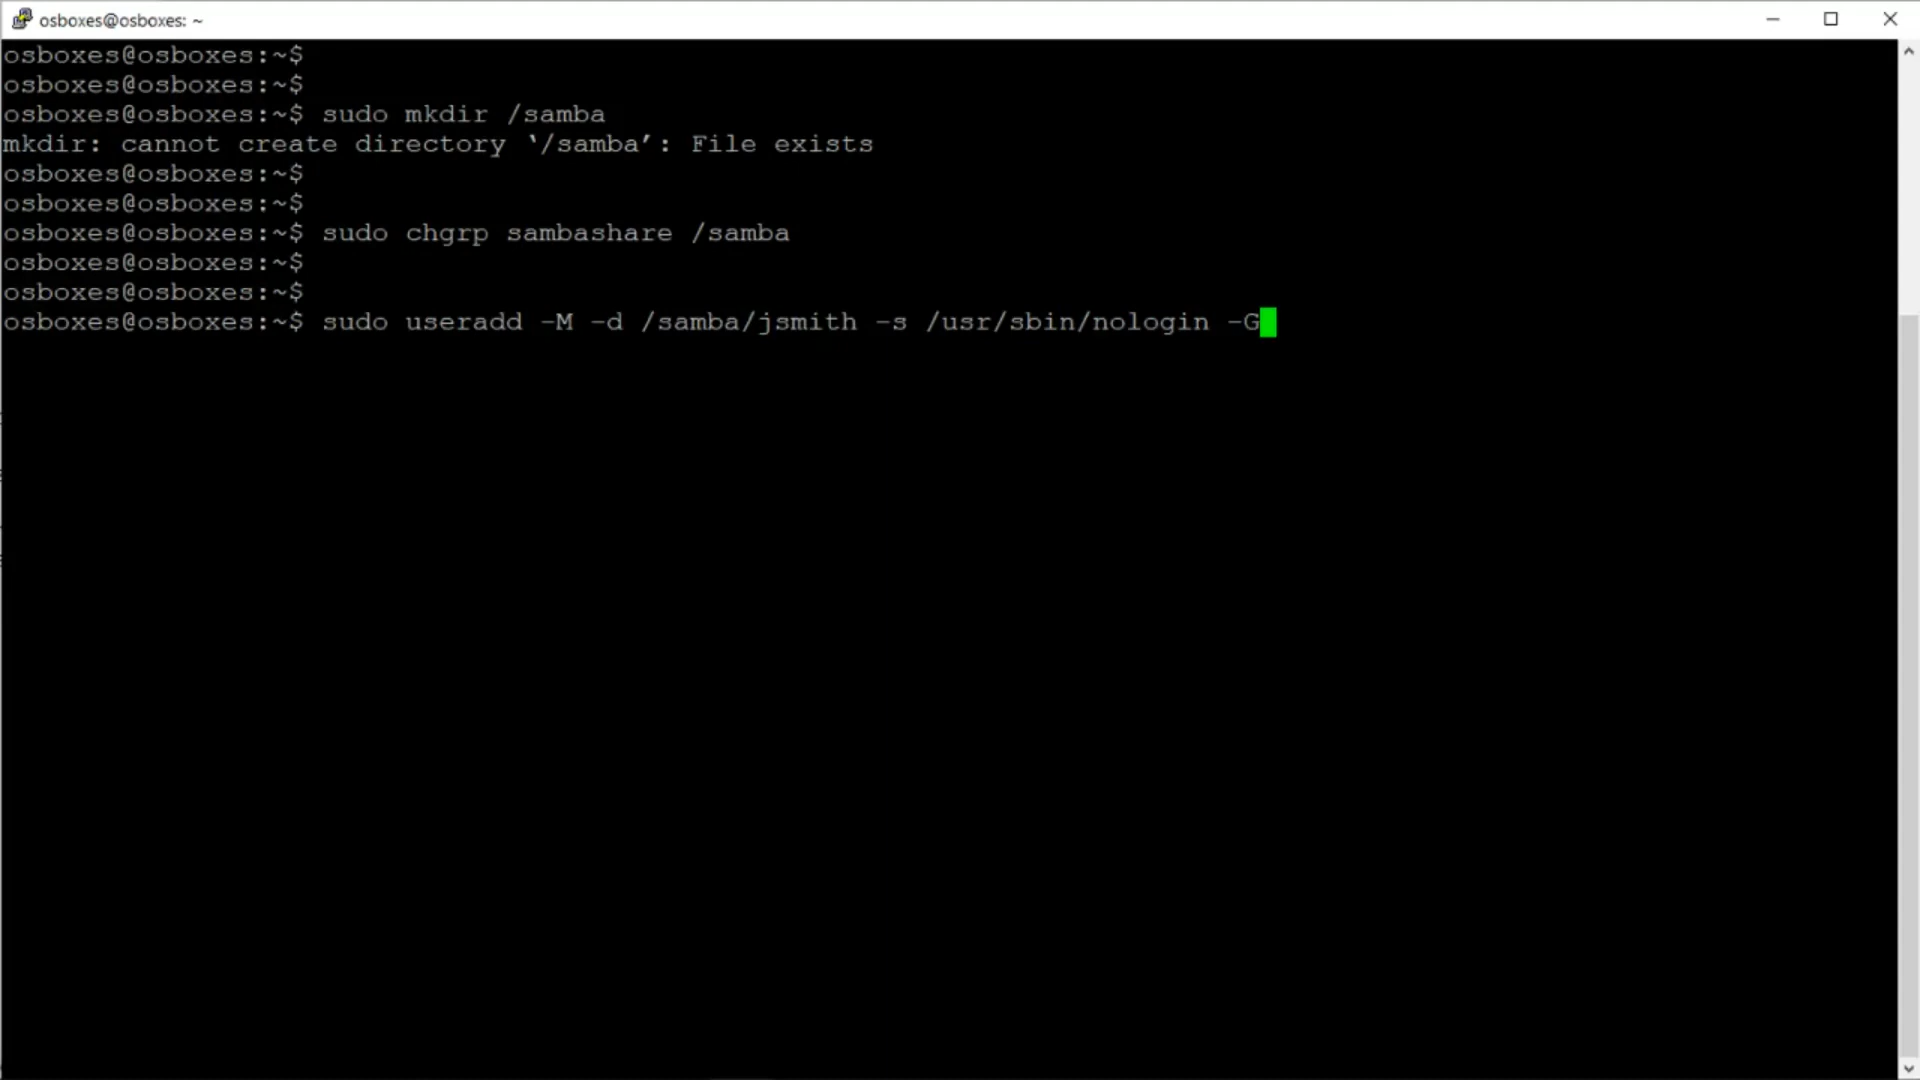 osboxes@osboxes: ~
osboxes@osboxes:~$
osboxes@osboxes:~$
osboxes@osboxes:~$ sudo mkdir /samba
mkdir: cannot create directory ‘/samba’: File exists
osboxes@osboxes:~$
osboxes@osboxes:~$
osboxes@osboxes:~$ sudo chgrp sambashare /samba
osboxes@osboxes:~$
osboxes@osboxes:~$
osboxes@osboxes:~$ sudo useradd -M -d /samba/jsmith -s /usr/sbin/nologin -G